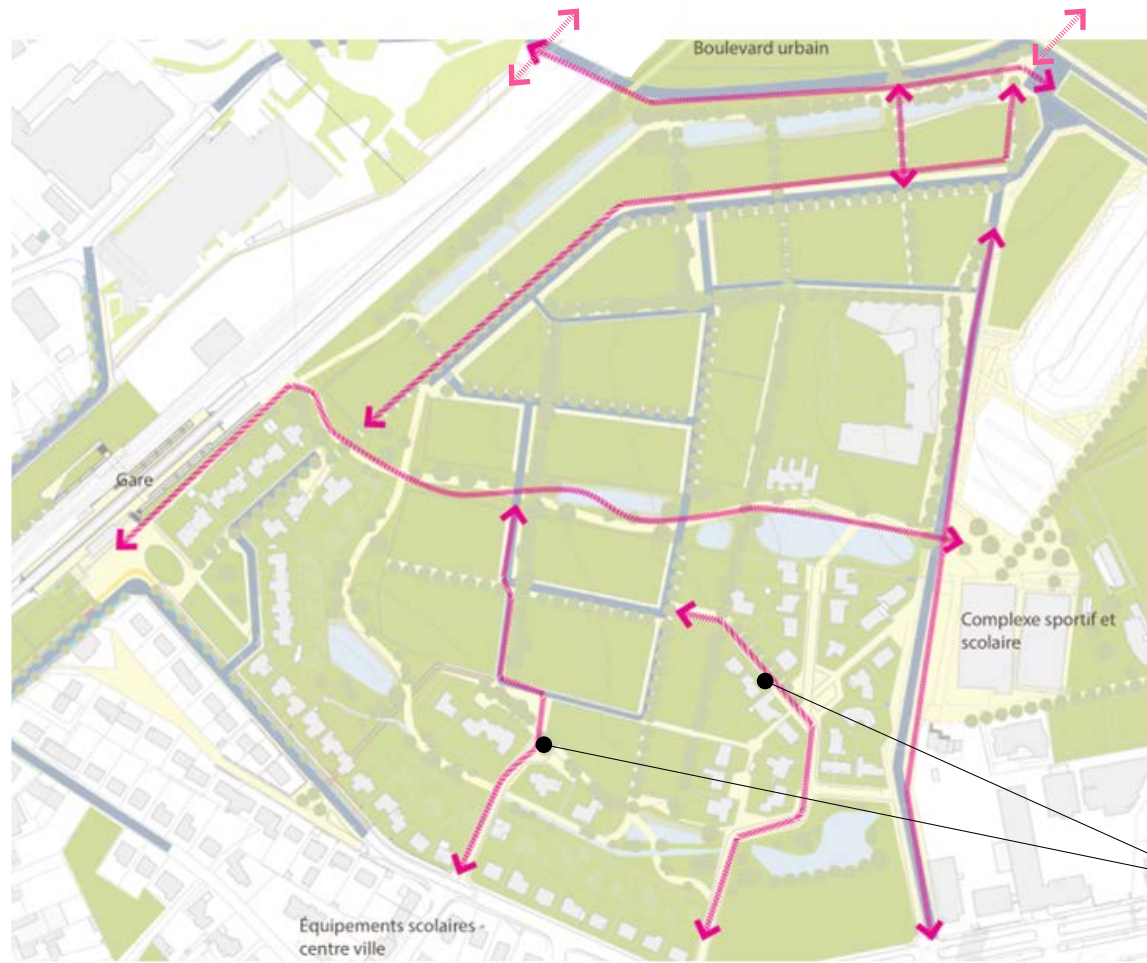 Boulevard urbain
Gare
Complexe sportif et
scolaire
Équipements scolaires -
centre ville